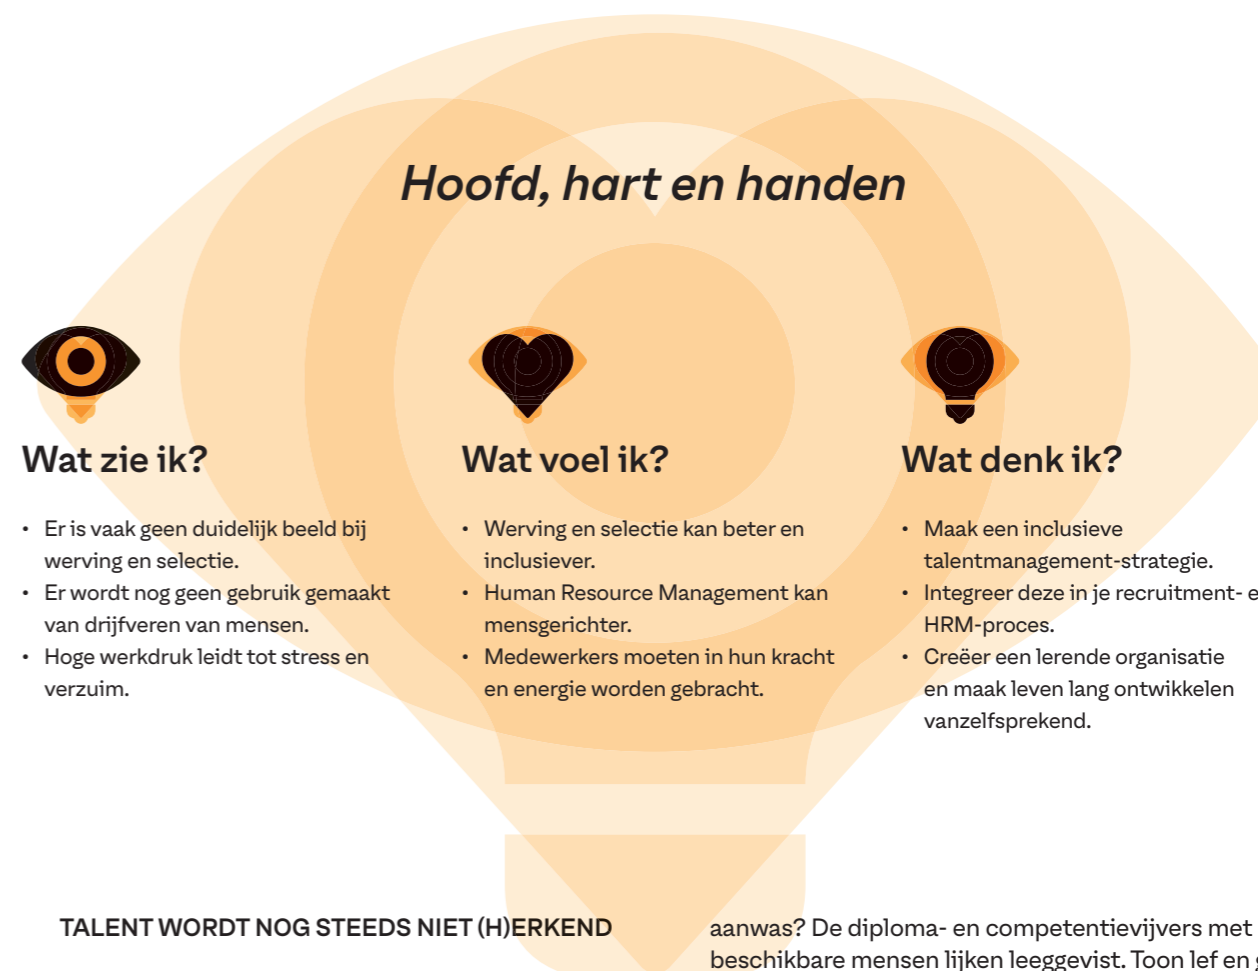 Hoofd, hart en handen
Wat zie ik?
• Er is vaak geen duidelijk beeld bij
werving en selectie.
• Er wordt nog geen gebruik gemaakt
van drijfveren van mensen.
• Hoge werkdruk leidt tot stress en
verzuim.
Wat voel ik?
• Werving en selectie kan beter en
inclusiever.
• Human Resource Management kan
mensgerichter.
• Medewerkers moeten in hun kracht
en energie worden gebracht.
Wat denk ik?
• Maak een inclusieve
talentmanagement-strategie.
• Integreer deze in je recruitment-
HRM-proces.
• Creëer een lerende organisatie
en maak leven lang ontwikkelen
vanzelfsprekend.
TALENT WORDT NOG STEEDS NIET (H)ERKEND
aanwas? De diploma- en competentievijvers met
beschikbare mensen lijken leeggevist. Toon lef en